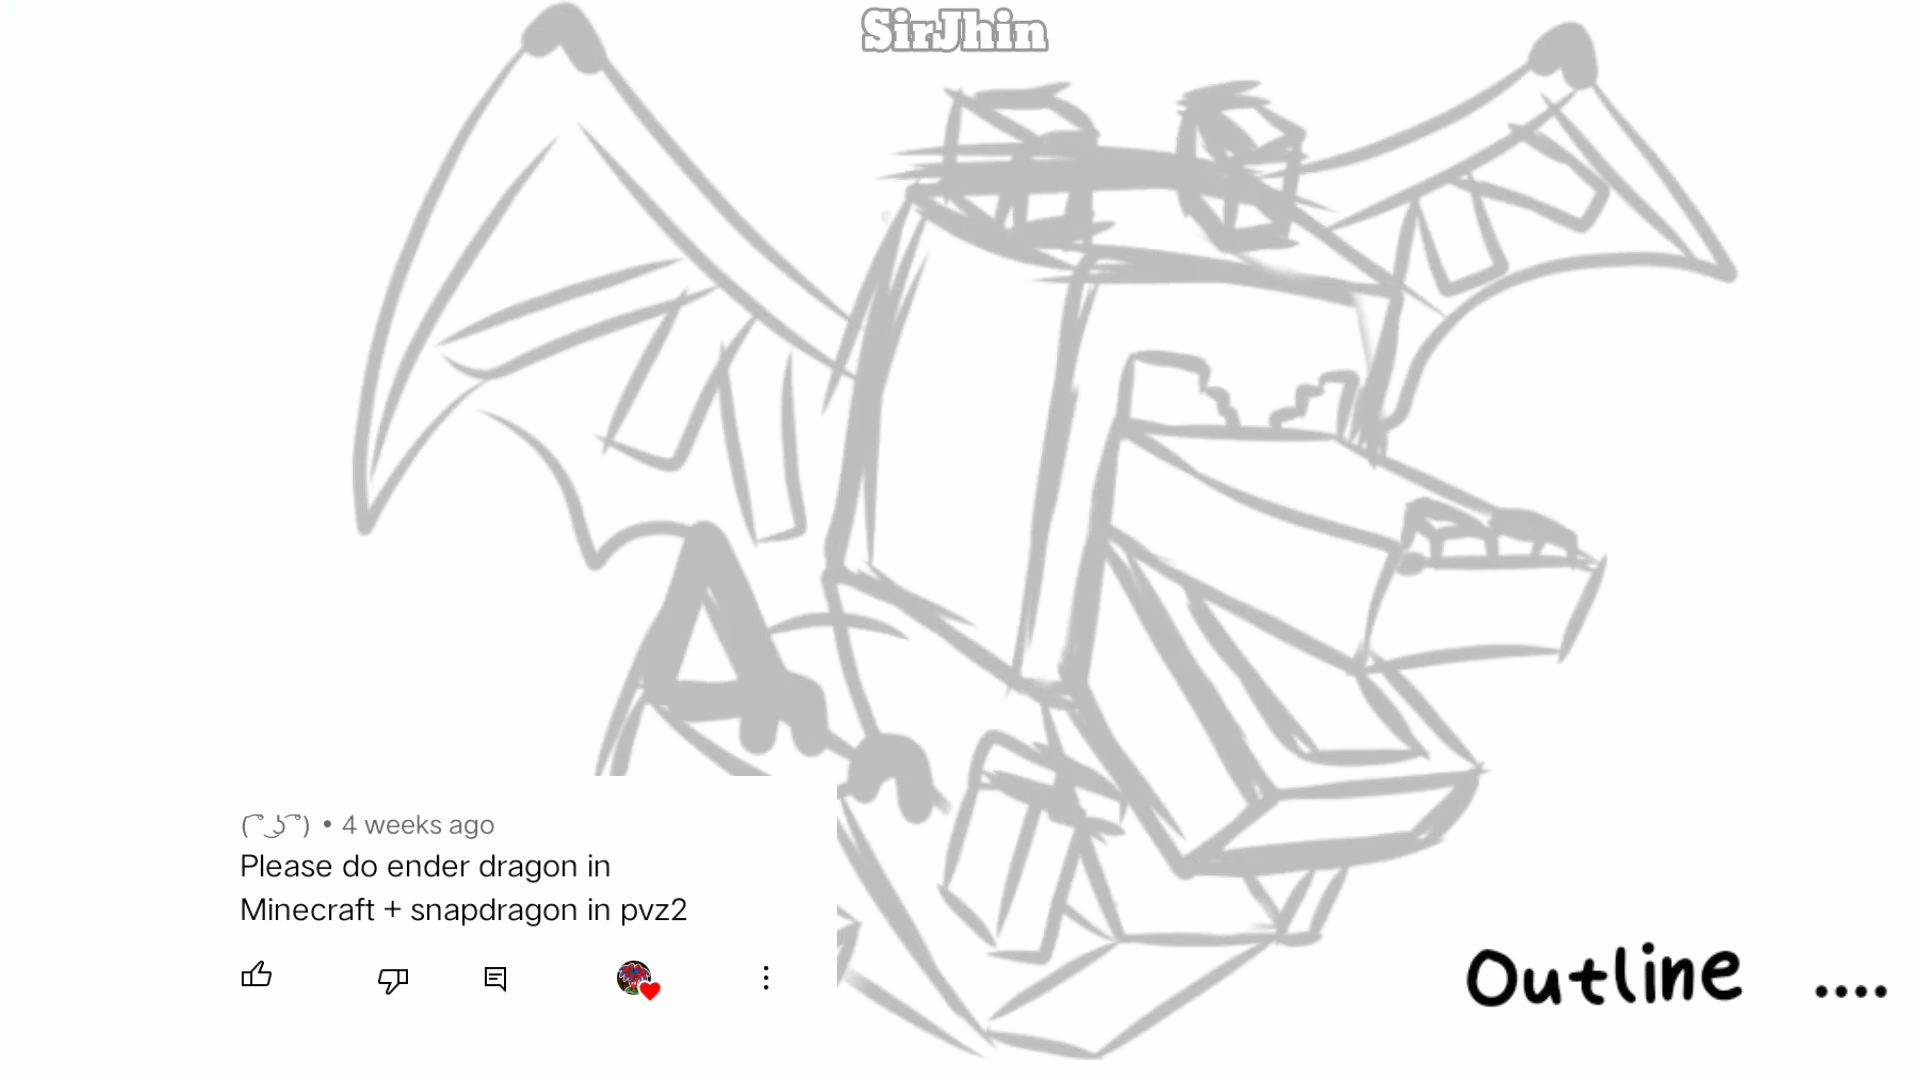 SirJhin
( ͡° ͜ʖ ͡°) • 4 weeks ago
Please do ender dragon in
Minecraft + snapdragon in pvz2
Outline ....